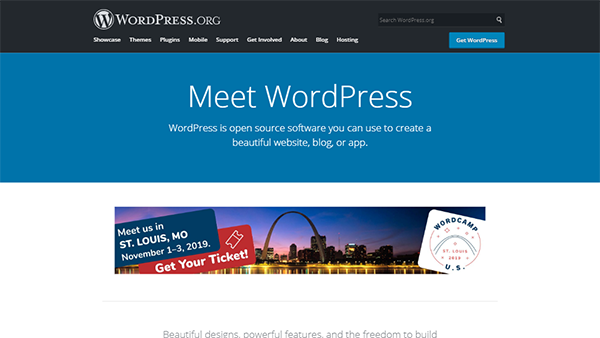 WORDPRESS.ORG
Search WordPress.org
Showcase Themes Plugins Mobile Support Get Involved About Blog Hosting
Get WordPress
Meet WordPress
WordPress is open source software you can use to create a
beautiful website, blog, or app.
Meet us in
ST. LOUIS, MO
November 1–3, 2019.
Get Your Ticket!
WORDCAMP
ST. LOUIS
2019
U.S.
Beautiful designs, powerful features, and the freedom to build